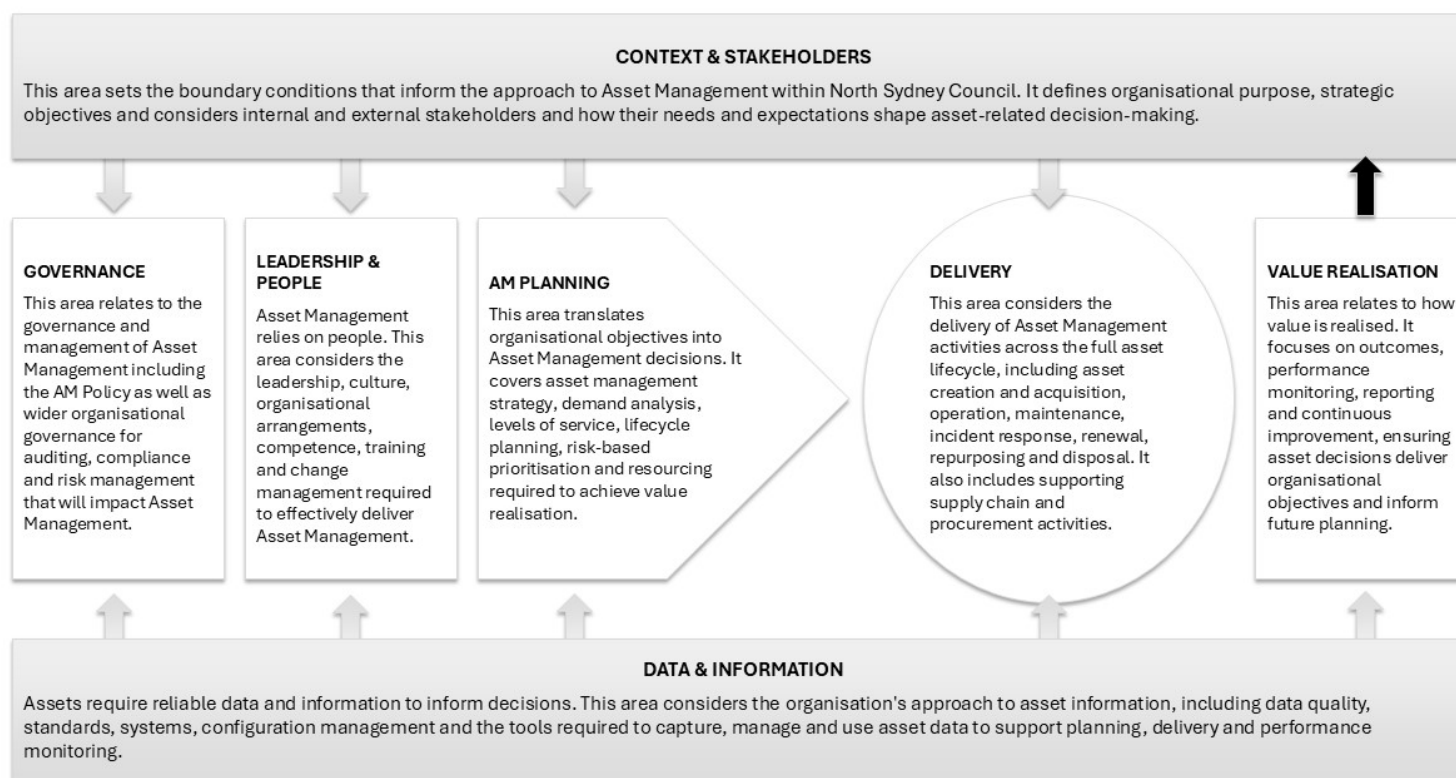 CONTEXT & STAKEHOLDERS
This area sets the boundary conditions that inform the approach to Asset Management within North Sydney Council. It defines organisational purpose, strategic
objectives and considers internal and external stakeholders and how their needs and expectations shape asset-related decision-making.
GOVERNANCE
This area relates to the
governance and
management of Asset
Management including
the AM Policy as well as
wider organisational
governance for
auditing, compliance
and risk management
that will impact Asset
Management.
LEADERSHIP &
PEOPLE
Asset Management
relies on people. This
area considers the
leadership, culture,
organisational
arrangements,
competence, training
and change
management required
to effectively deliver
Asset Management.
AM PLANNING
This area translates
organisational objectives into
Asset Management decisions. It
covers asset management
strategy, demand analysis,
levels of service, lifecycle
planning, risk-based
prioritisation and resourcing
required to achieve value
realisation.
DELIVERY
This area considers the
delivery of Asset Management
activities across the full asset
lifecycle, including asset
creation and acquisition,
operation, maintenance,
incident response, renewal,
repurposing and disposal. It
also includes supporting
supply chain and
procurement activities.
VALUE REALISATION
This area relates to how
value is realised. It
focuses on outcomes,
performance
monitoring, reporting
and continuous
improvement, ensuring
asset decisions deliver
organisational
objectives and inform
future planning.
DATA & INFORMATION
Assets require reliable data and information to inform decisions. This area considers the organisation's approach to asset information, including data quality,
standards, systems, configuration management and the tools required to capture, manage and use asset data to support planning, delivery and performance
monitoring.